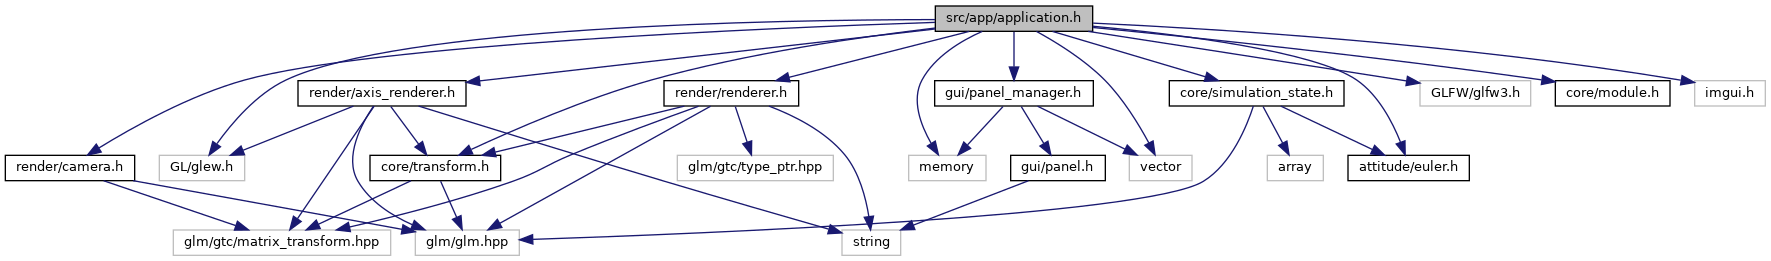 src/app/application.h
render/axis_renderer.h
render/renderer.h
gui/panel_manager.h
core/simulation_state.h
GLFW/glfw3.h
core/module.h
imgui.h
render/camera.h
GL/glew.h
core/transform.h
glm/gtc/type_ptr.hpp
memory
gui/panel.h
vector
array
attitude/euler.h
glm/gtc/matrix_transform.hpp
glm/glm.hpp
string